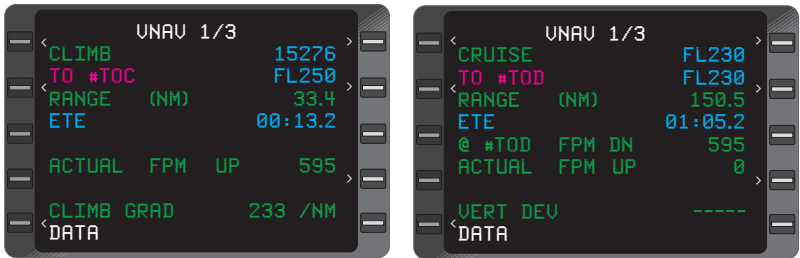 VNAV 1/3
CLIMB 15276
TO #TOC FL250
RANGE (NM) 33.4
ETE 00:13.2
ACTUAL FPM UP 595
CLIMB GRAD 233 /NM
DATA
VNAV 1/3
CRUISE FL230
TO #TOD FL230
RANGE (NM) 150.5
ETE 01:05.2
@ #TOD FPM DN 595
ACTUAL FPM UP 0
VERT DEV -----
DATA